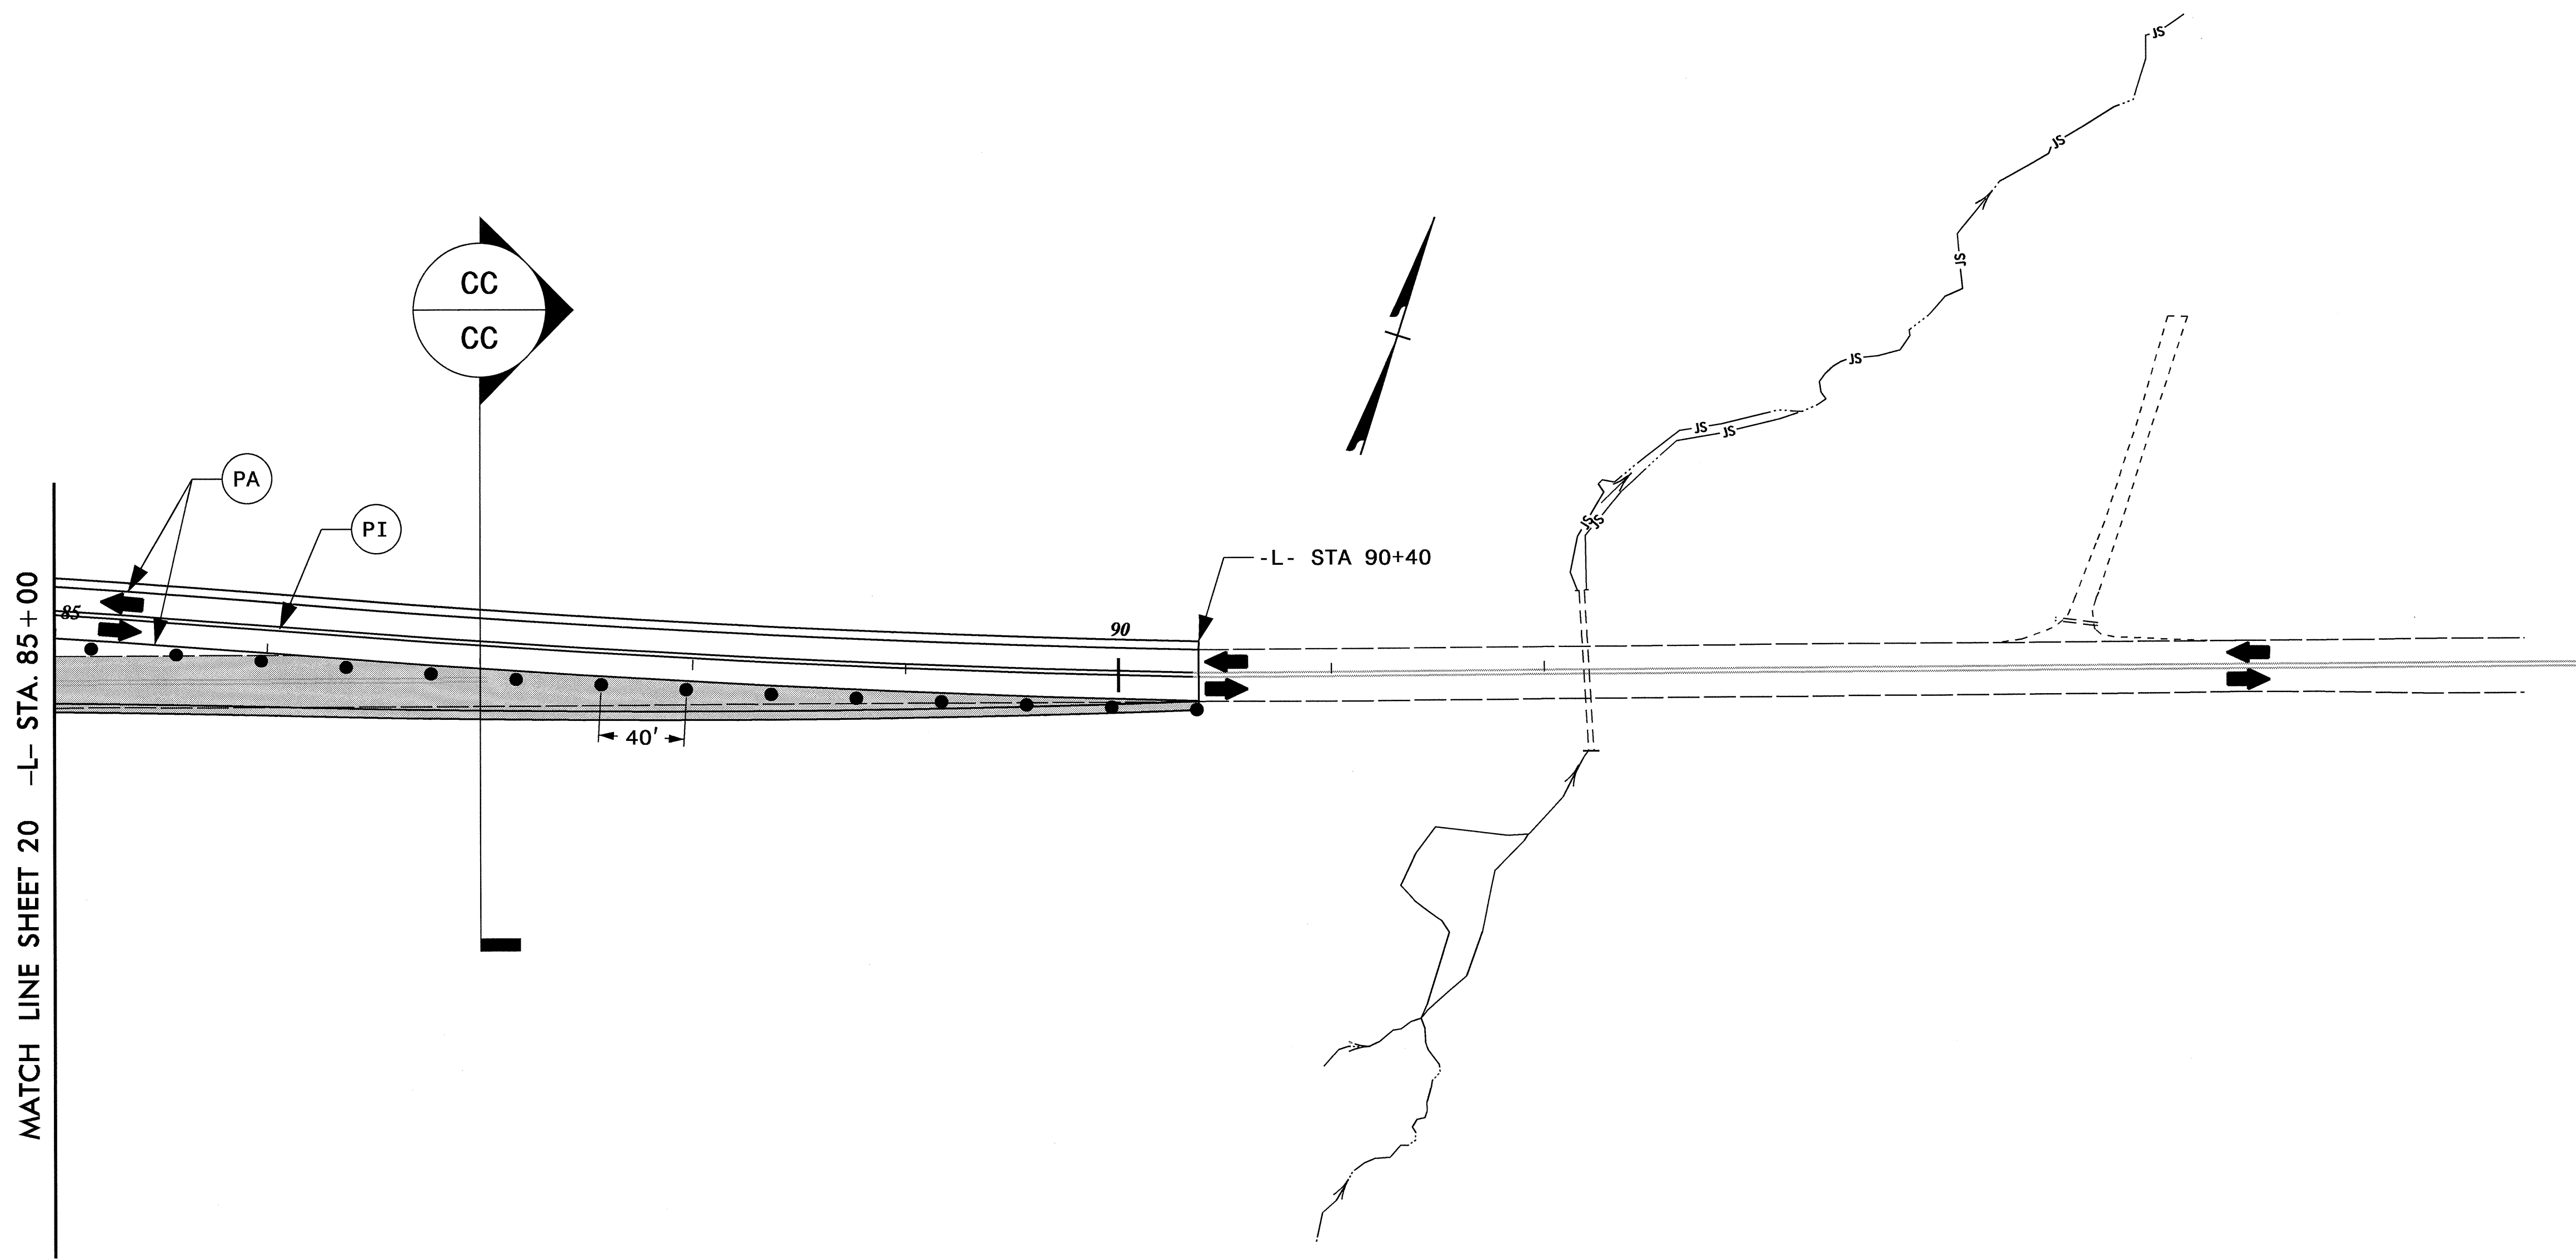 JS
JS
JS
JS
JS
JS
JS JS
CC
CC
PA
PI
-L- STA 90+40
85
90
40'
MATCH LINE SHEET 20 -L- STA. 85+00